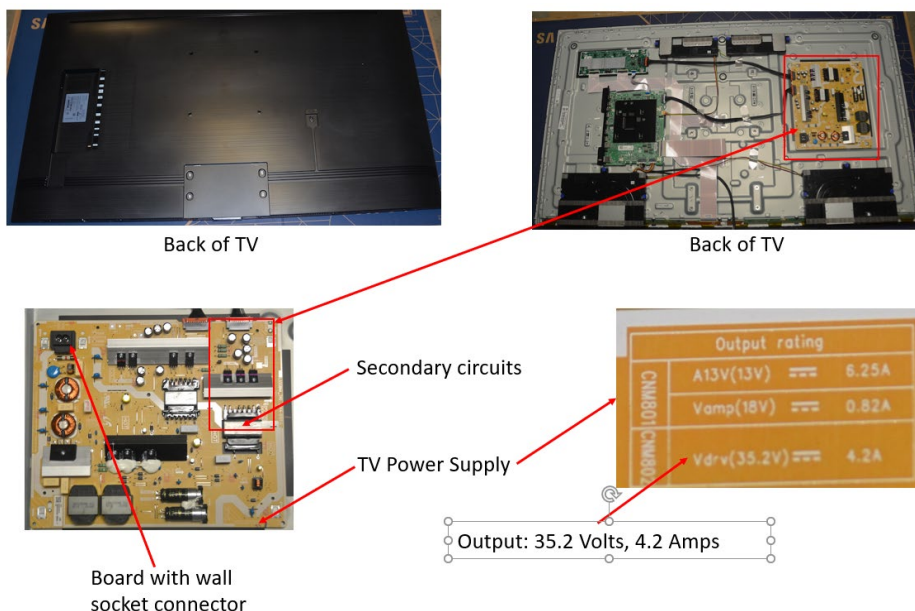 SA
SA
Back of TV
Back of TV
Secondary circuits
TV Power Supply
Board with wall
socket connector
Output rating
CNM801
A13V(13V) 6.25A
Vamp(18V) 0.82A
CNM802
Vdrv(35.2V) 4.2A
Output: 35.2 Volts, 4.2 Amps